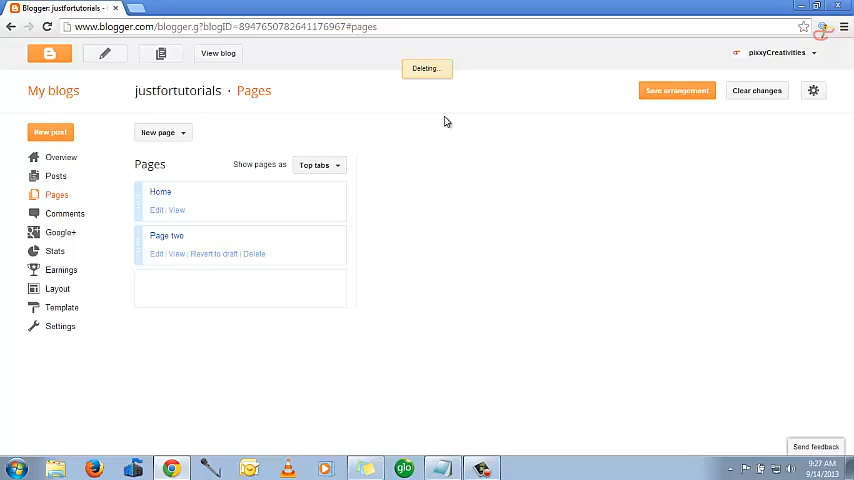 Blogger: justfortutorials -
www.blogger.com/blogger.g?blogID=8947650782641176967#pages
View blog
pixxyCreativities
Deleting...
My blogs
justfortutorials · Pages
Save arrangement
Clear changes
New post
New page
Overview
Pages
Show pages as
Top tabs
Posts
Home
Pages
Edit | View
Comments
Google+
Page two
Stats
Edit | View | Revert to draft | Delete
Earnings
Layout
Template
Settings
Send feedback
glo
9:27 AM
9/14/2013